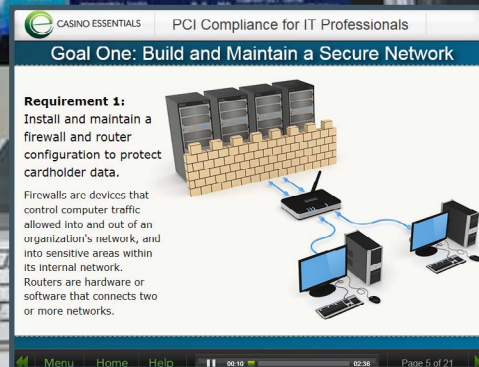 CASINO ESSENTIALS
PCI Compliance for IT Professionals
Goal One: Build and Maintain a Secure Network
Requirement 1:
Install and maintain a
firewall and router
configuration to protect
cardholder data.
Firewalls are devices that
control computer traffic
allowed into and out of an
organization's network, and
into sensitive areas within
its internal network.
Routers are hardware or
software that connects two
or more networks.
Menu Home Help 00:10 02:36 Page 5 of 21